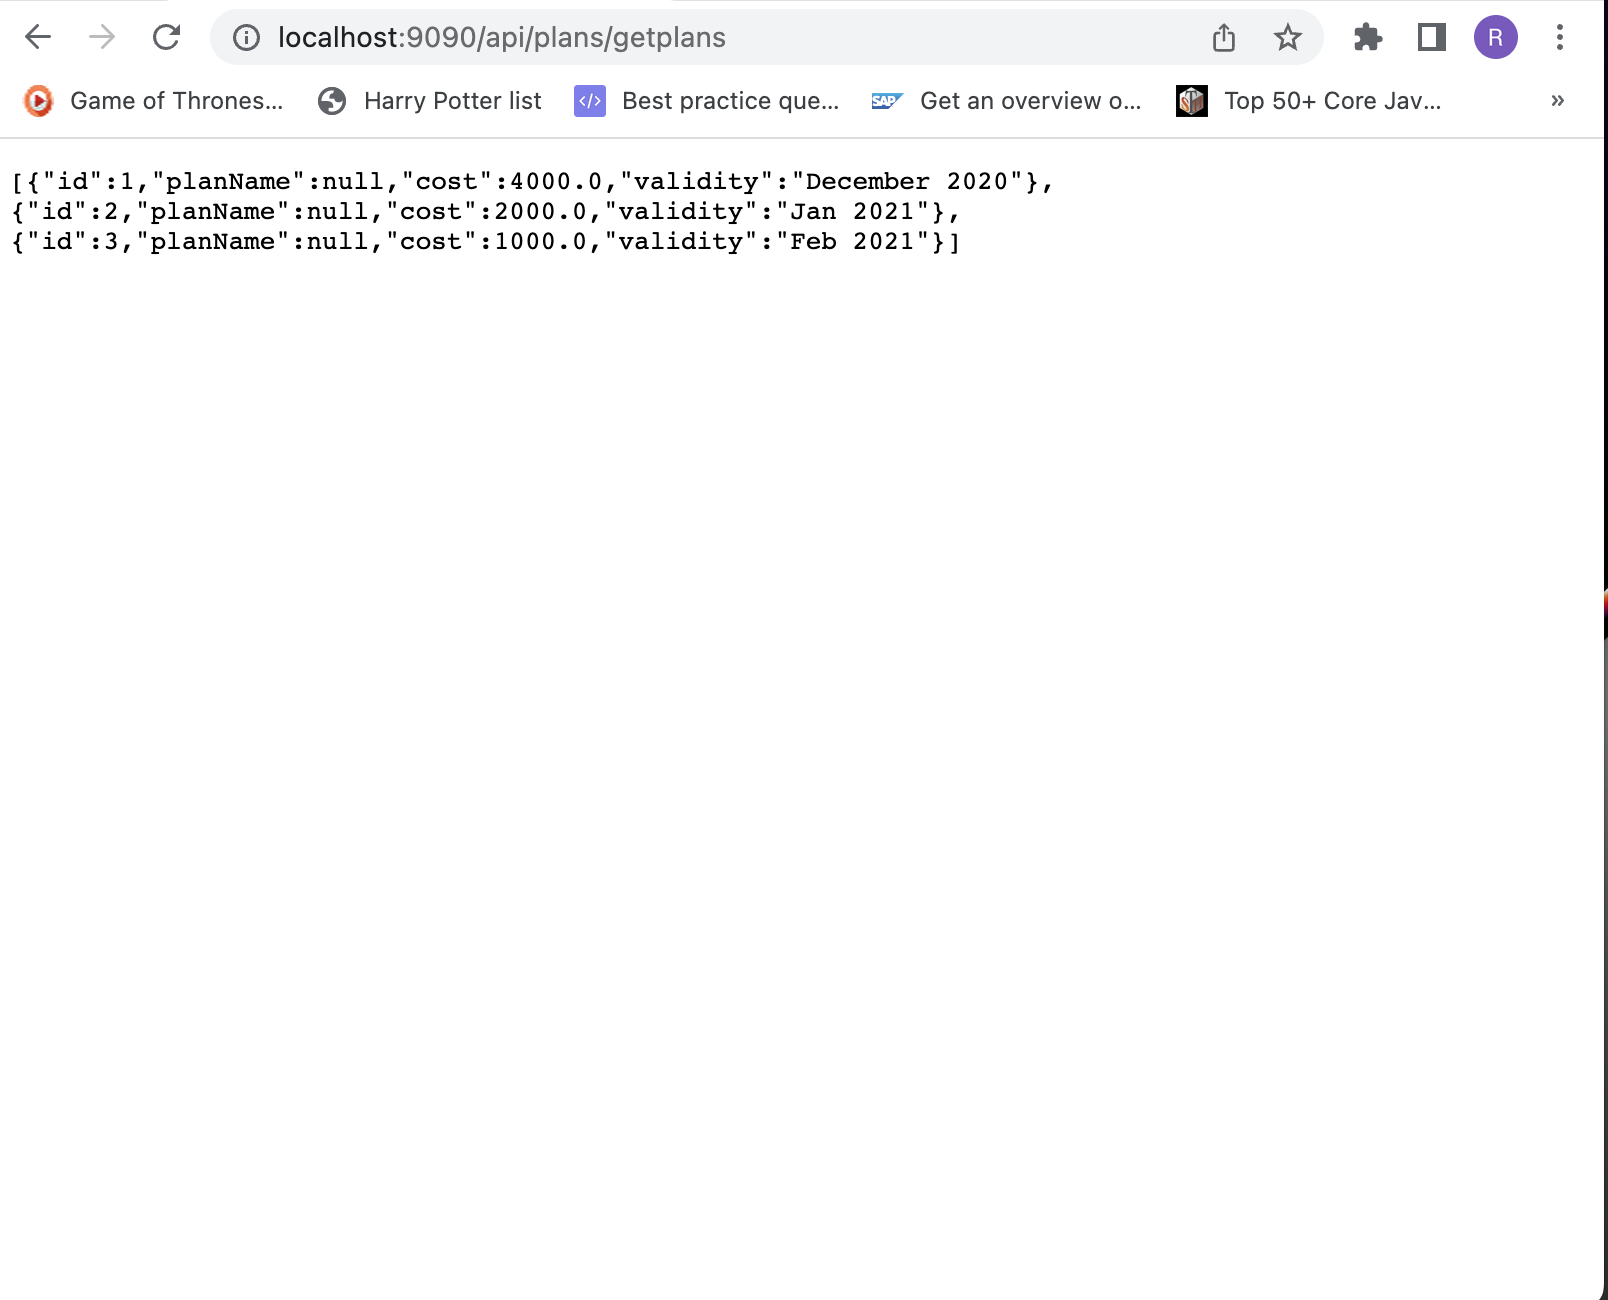 localhost:9090/api/plans/getplans
R
Game of Thrones... Harry Potter list </> Best practice que... SAP Get an overview o... Top 50+ Core Jav... »
[{"id":1,"planName":null,"cost":4000.0,"validity":"December 2020"},
{"id":2,"planName":null,"cost":2000.0,"validity":"Jan 2021"},
{"id":3,"planName":null,"cost":1000.0,"validity":"Feb 2021"}]